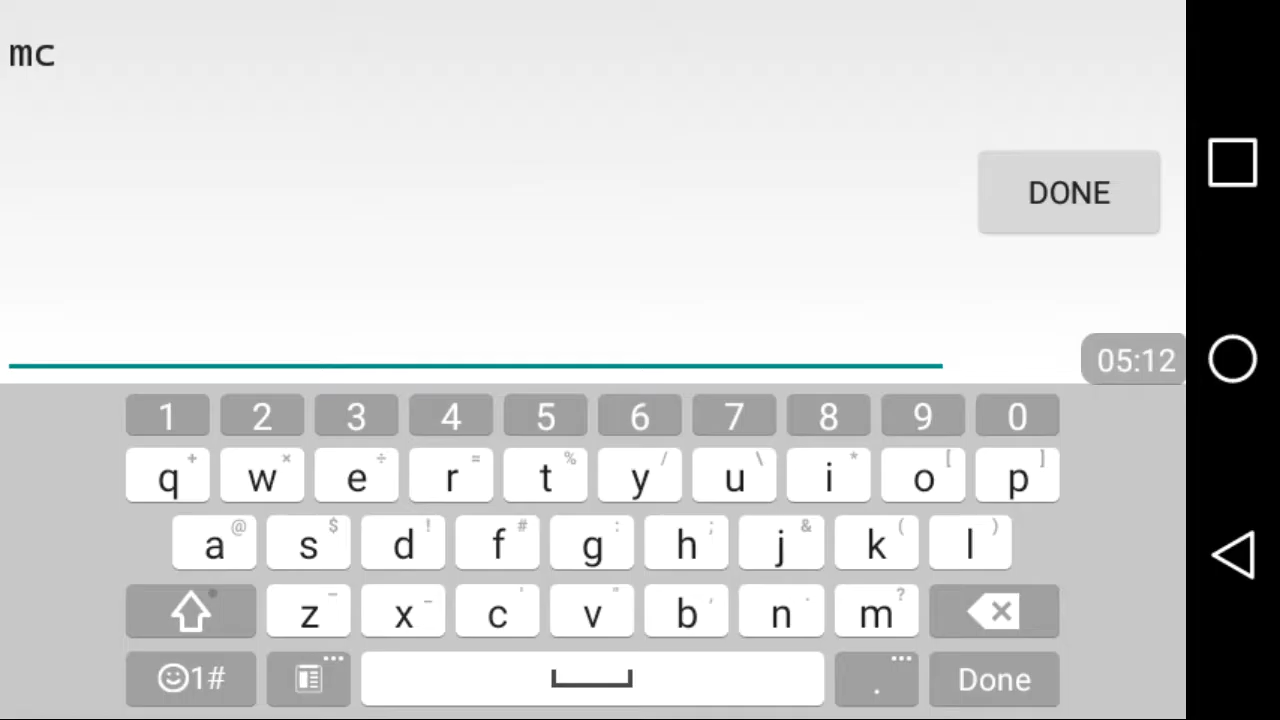 mc
DONE
05:12
1 2 3 4 5 6 7 8 9 0
q + w × e ÷ r = t % y / u \ i * o [ p ]
a @ s $ d ! f # g : h ; j & k ( l )
z – x _ c ' v " b , n . m ?
1# . Done